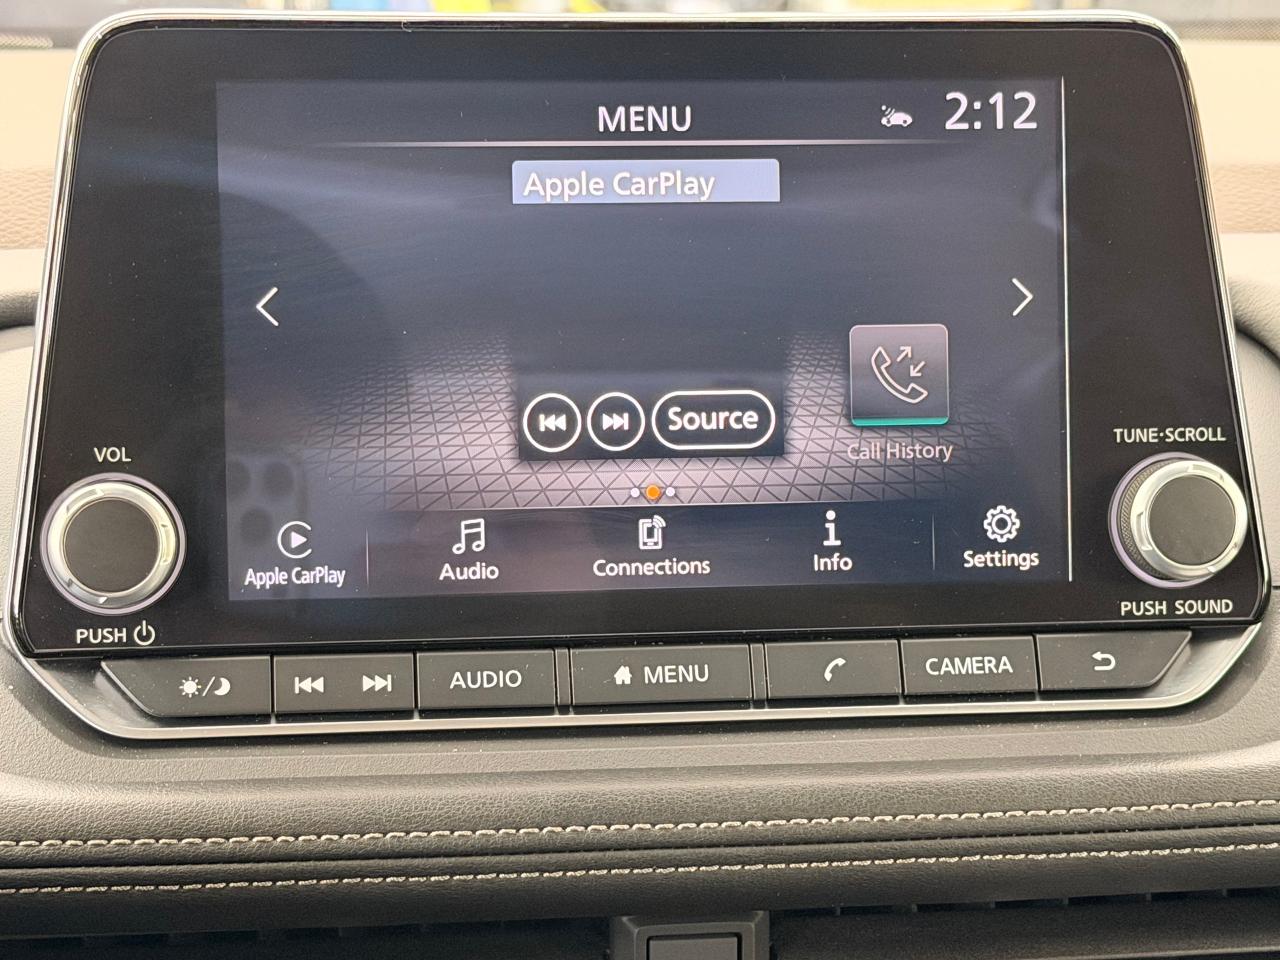 MENU
2:12
Apple CarPlay
Source
Call History
Apple CarPlay
Audio
Connections
Info
Settings
VOL
PUSH
TUNE·SCROLL
PUSH SOUND
AUDIO
MENU
CAMERA